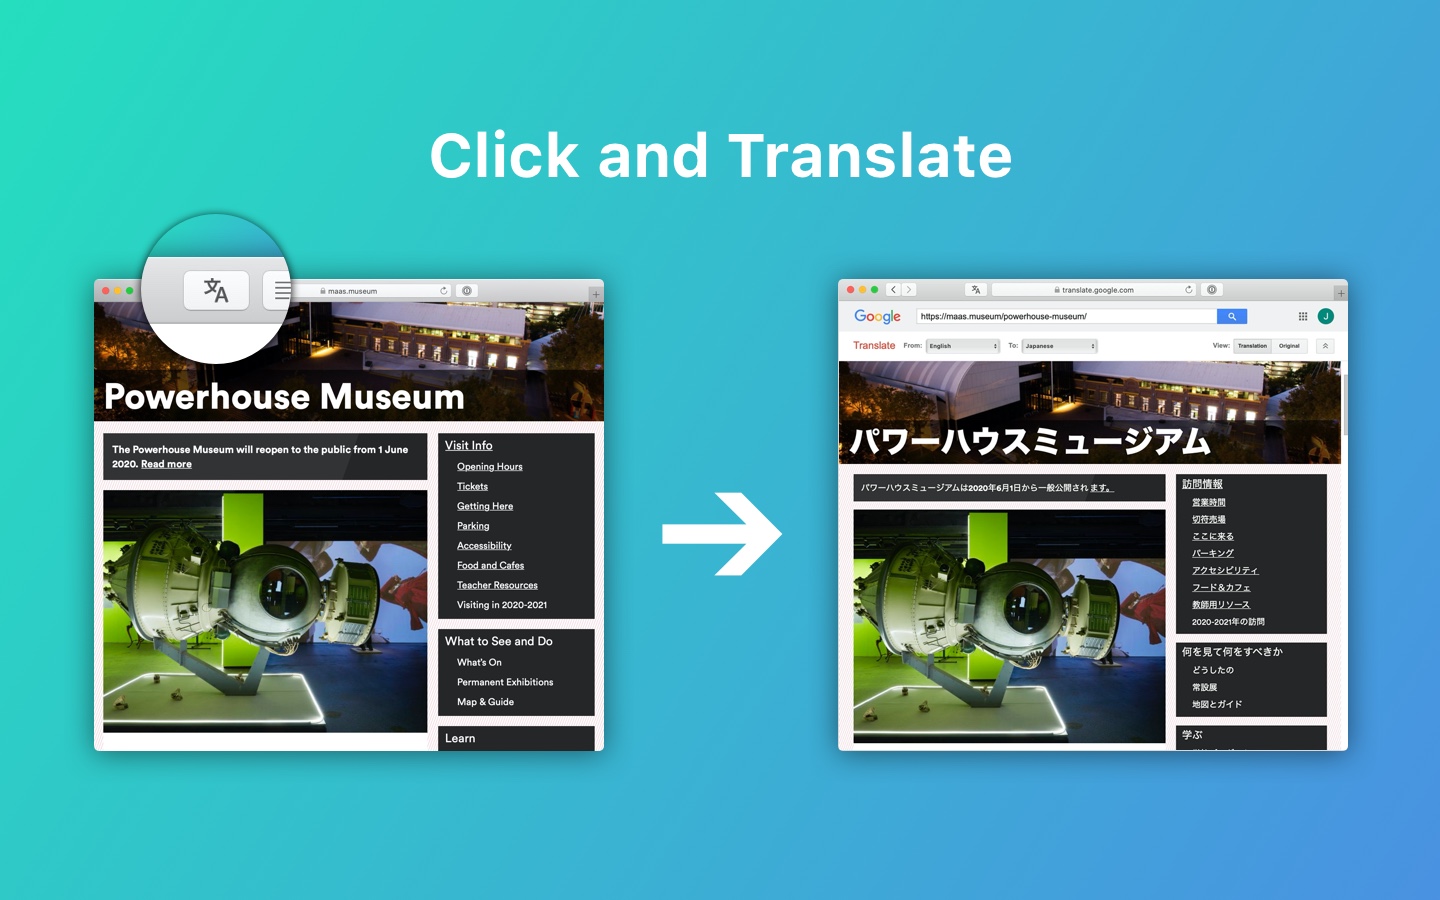 Click and Translate
maas.museum
Powerhouse Museum
The Powerhouse Museum will reopen to the public from 1 June
2020. Read more
Visit Info
Opening Hours
Tickets
Getting Here
Parking
Accessibility
Food and Cafes
Teacher Resources
Visiting in 2020-2021
What to See and Do
What's On
Permanent Exhibitions
Map & Guide
Learn
translate.google.com
Google
https://maas.museum/powerhouse-museum/
J
Translate
From: English
To: Japanese
View: Translation Original
パワーハウスミュージアム
パワーハウスミュージアムは2020年6月1日から一般公開され ます。
訪問情報
営業時間
切符売場
ここに来る
パーキング
アクセシビリティ
フード＆カフェ
教師用リソース
2020-2021年の訪問
何を見て何をすべきか
どうしたの
常設展
地図とガイド
学ぶ